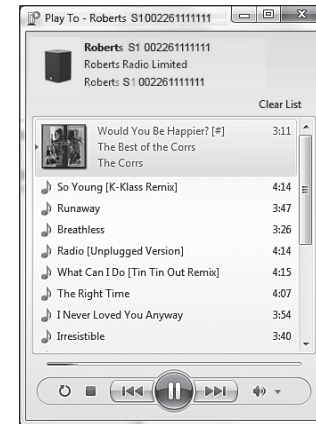 Play To - Roberts S1002261111111
Roberts S1 002261111111
Roberts Radio Limited
Roberts S1 002261111111
Clear List
Would You Be Happier? [#] 3:11
The Best of the Corrs
The Corrs
So Young [K-Klass Remix] 4:14
Runaway 3:47
Breathless 3:26
Radio [Unplugged Version] 4:14
What Can I Do [Tin Tin Out Remix] 4:15
The Right Time 4:07
I Never Loved You Anyway 3:54
Irresistible 3:40